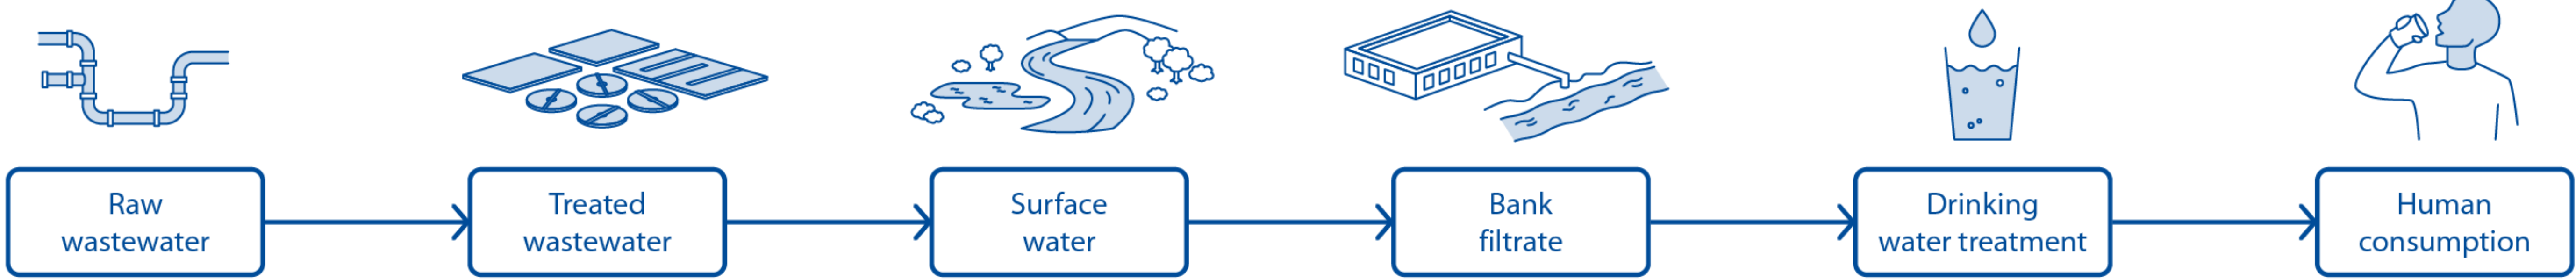 Raw
wastewater
Treated
wastewater
Surface
water
Bank
filtrate
Drinking
water treatment
Human
consumption